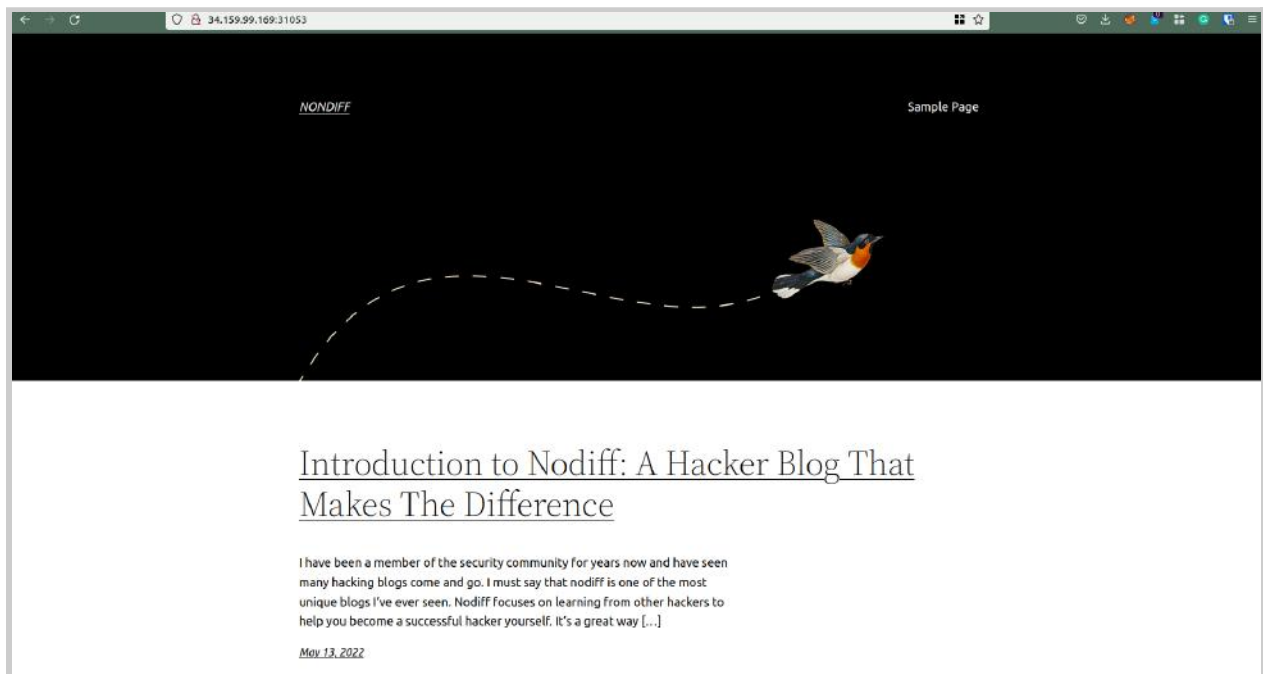 34.159.99.169:31053
NONDIFF
Sample Page
Introduction to Nodiff: A Hacker Blog That
Makes The Difference
I have been a member of the security community for years now and have seen
many hacking blogs come and go. I must say that nodiff is one of the most
unique blogs I've ever seen. Nodiff focuses on learning from other hackers to
help you become a successful hacker yourself. It's a great way […]
May 13, 2022